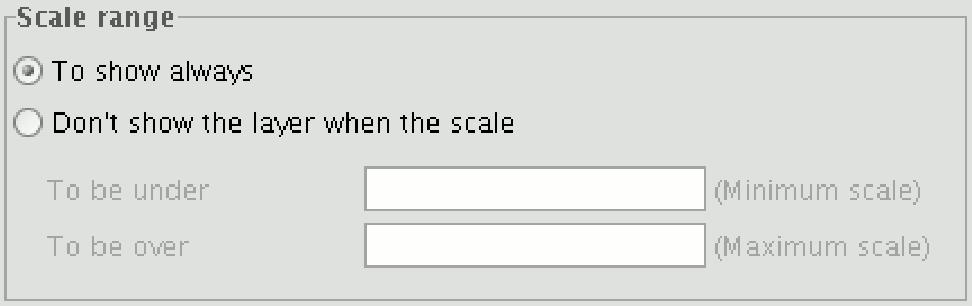 Scale range
To show always
Don't show the layer when the scale
To be under (Minimum scale)
To be over (Maximum scale)